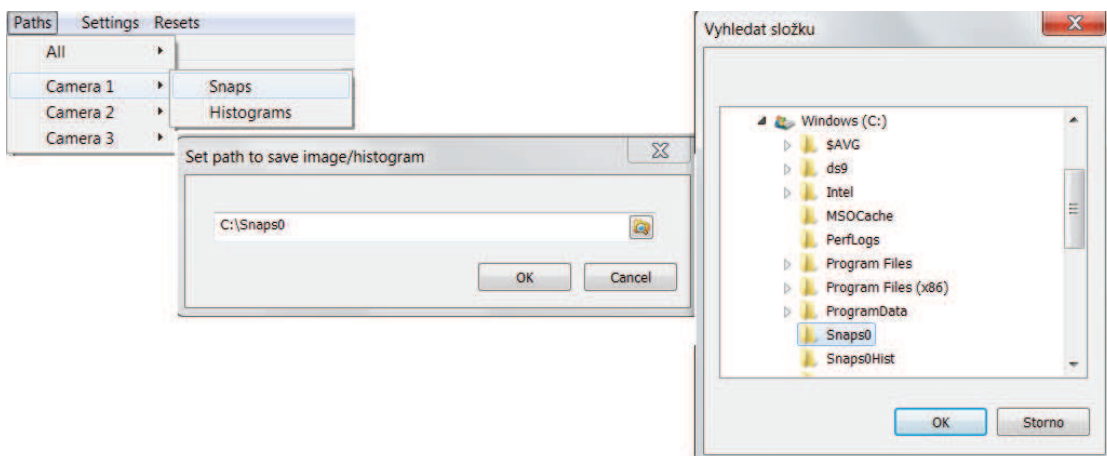 Paths Settings Resets
All
Camera 1
Camera 2
Camera 3
Snaps
Histograms
Set path to save image/histogram
C:\Snaps0
OK Cancel
Vyhledat složku
Windows (C:)
$AVG
ds9
Intel
MSOCache
PerfLogs
Program Files
Program Files (x86)
ProgramData
Snaps0
Snaps0Hist
OK Storno